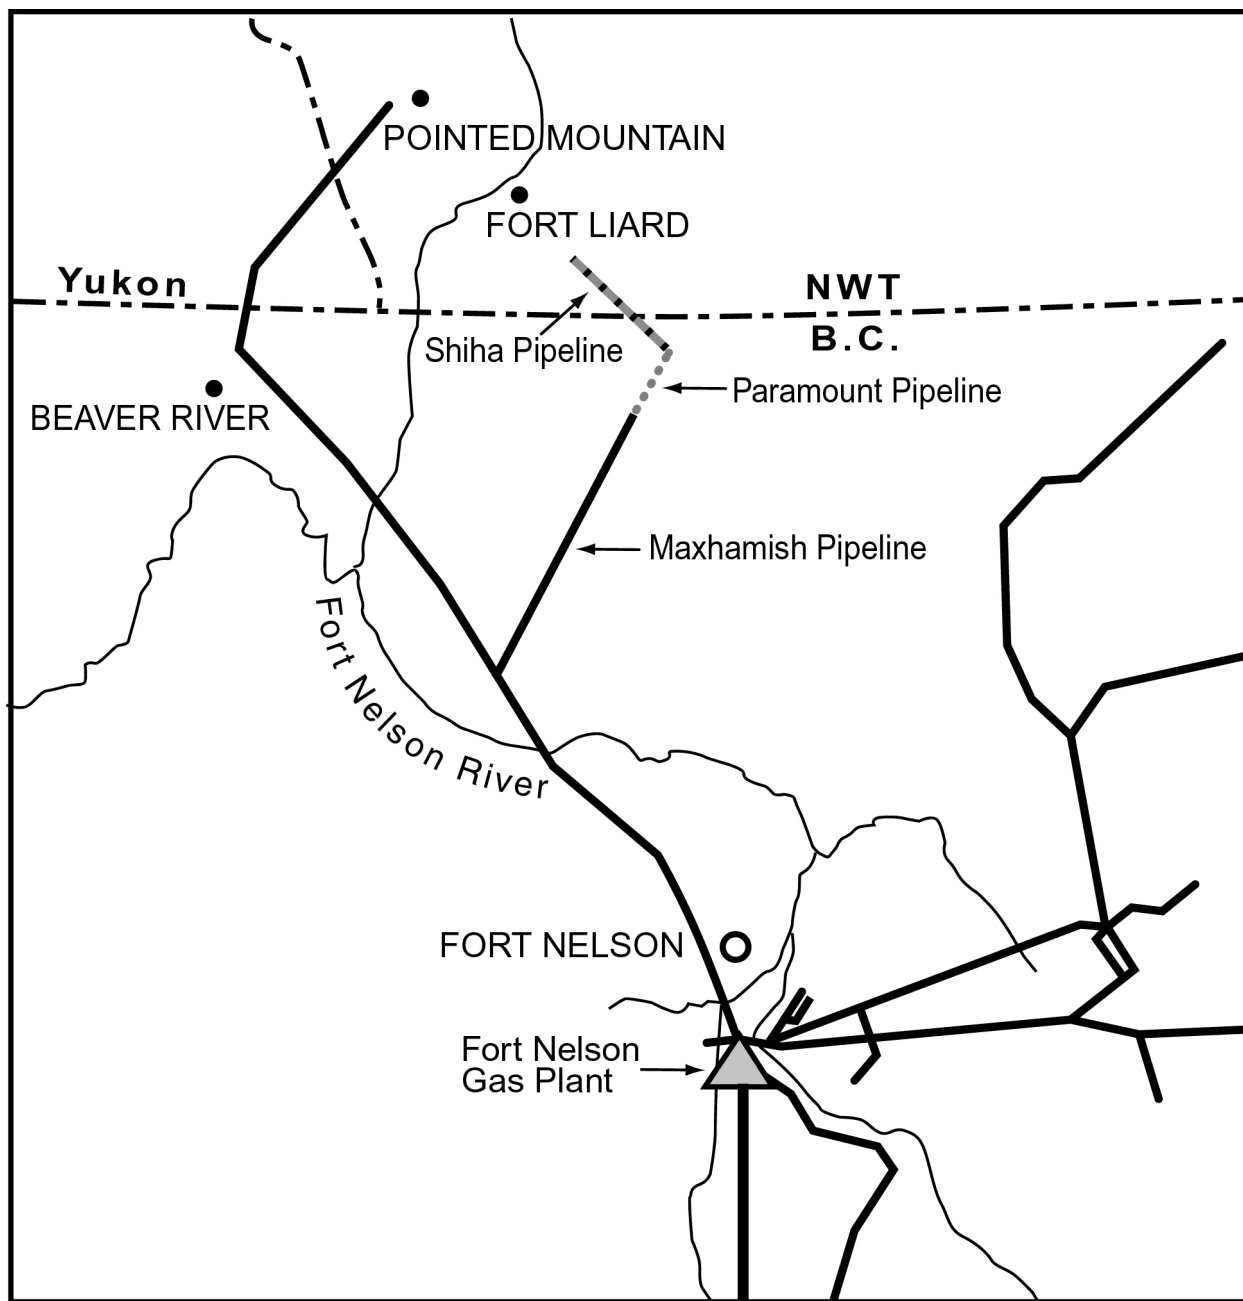 POINTED MOUNTAIN
FORT LIARD
Yukon
NWT
B.C.
Shiha Pipeline
Paramount Pipeline
BEAVER RIVER
Maxhamish Pipeline
Fort Nelson River
FORT NELSON
Fort Nelson
Gas Plant